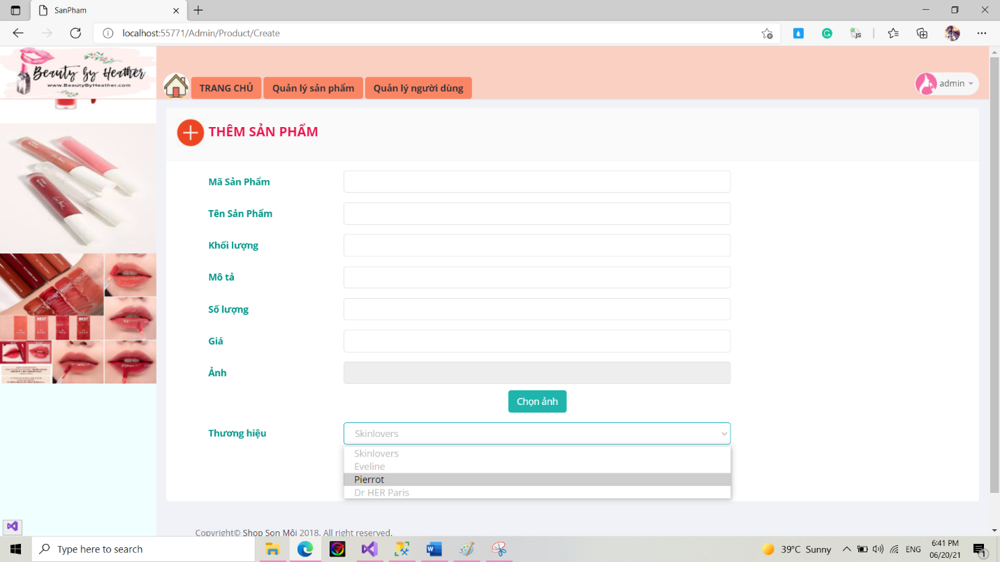 SanPham
localhost:55771/Admin/Product/Create
Beauty by Heather
www.BeautyByHeather.com
TRANG CHỦ
Quản lý sản phẩm
Quản lý người dùng
admin
THÊM SẢN PHẨM
Mã Sản Phẩm
Tên Sản Phẩm
Khối lượng
Mô tả
Số lượng
Giá
Ảnh
Chọn ảnh
Thương hiệu
Skinlovers
Skinlovers
Eveline
Pierrot
Dr HER Paris
BEST
BEST
Copyright© Shop Son Môi 2018. All right reserved.
Type here to search
39°C Sunny
ENG
6:41 PM
06/20/21
1